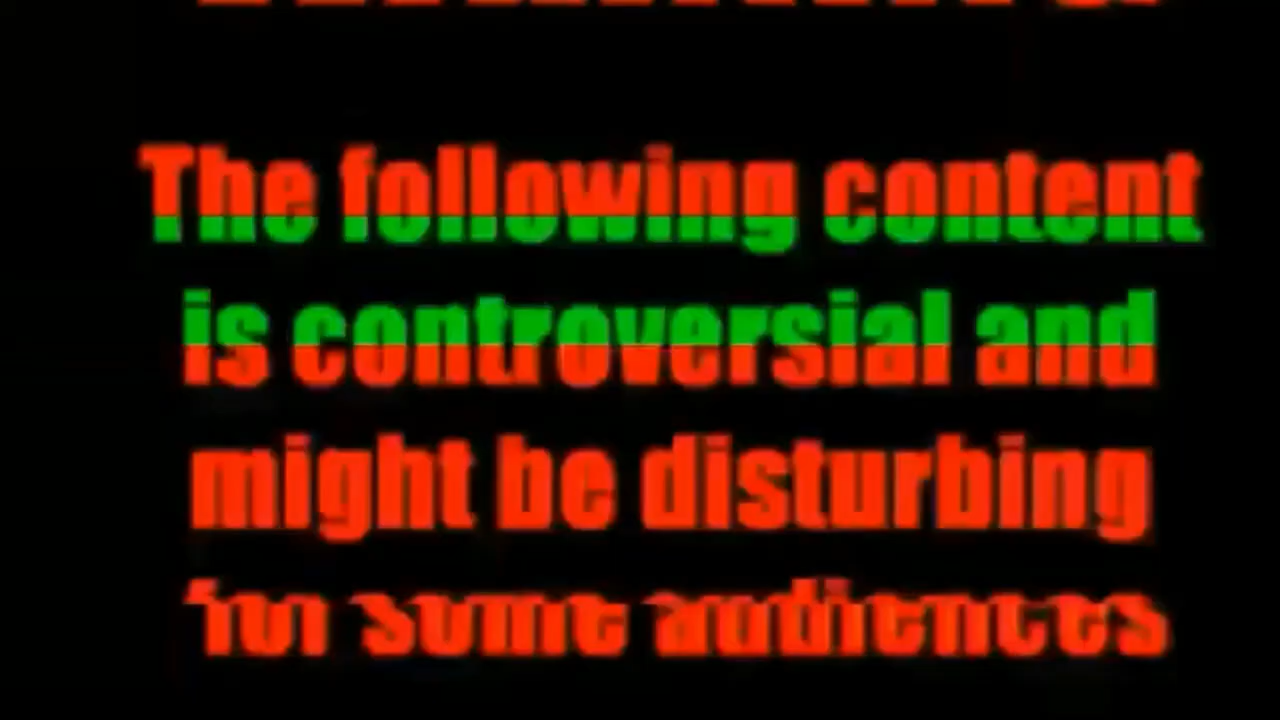 The following content
is controversial and
might be disturbing
for some audiences